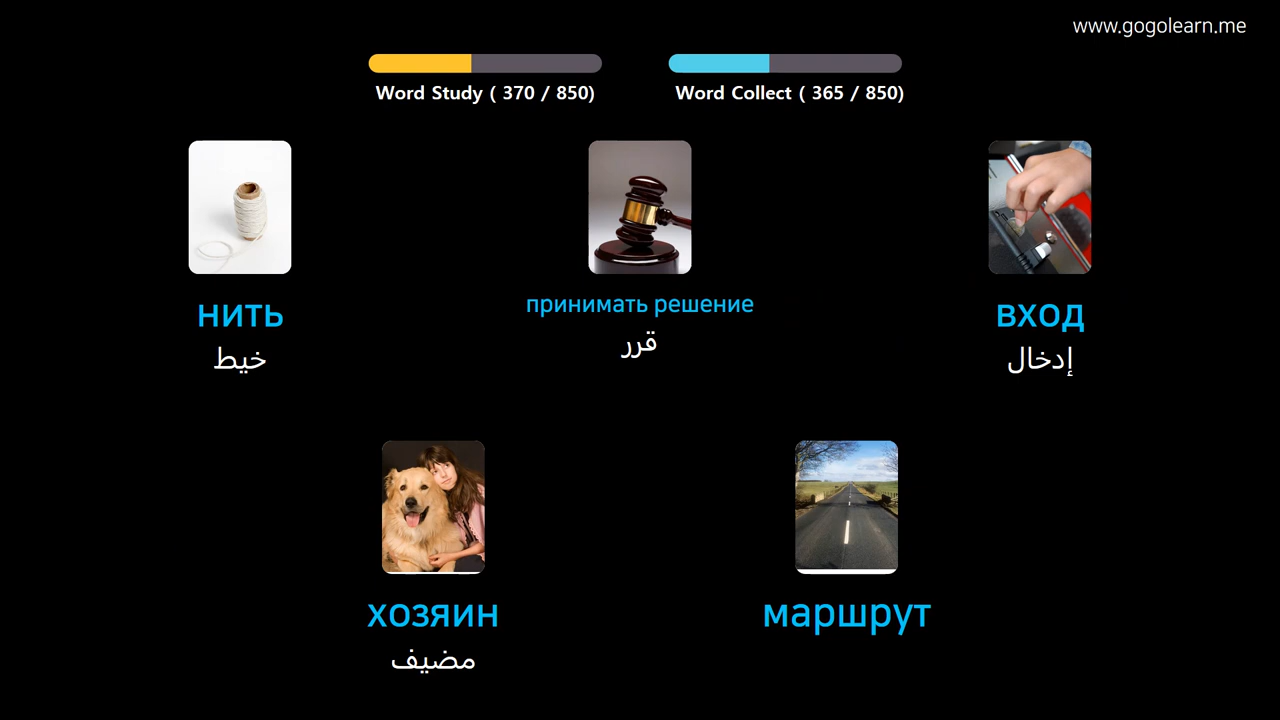 www.gogolearn.me
Word Study ( 370 / 850)
Word Collect ( 365 / 850)
нить
خيط
принимать решение
قرر
вход
إدخال
хозяин
مضيف
маршрут